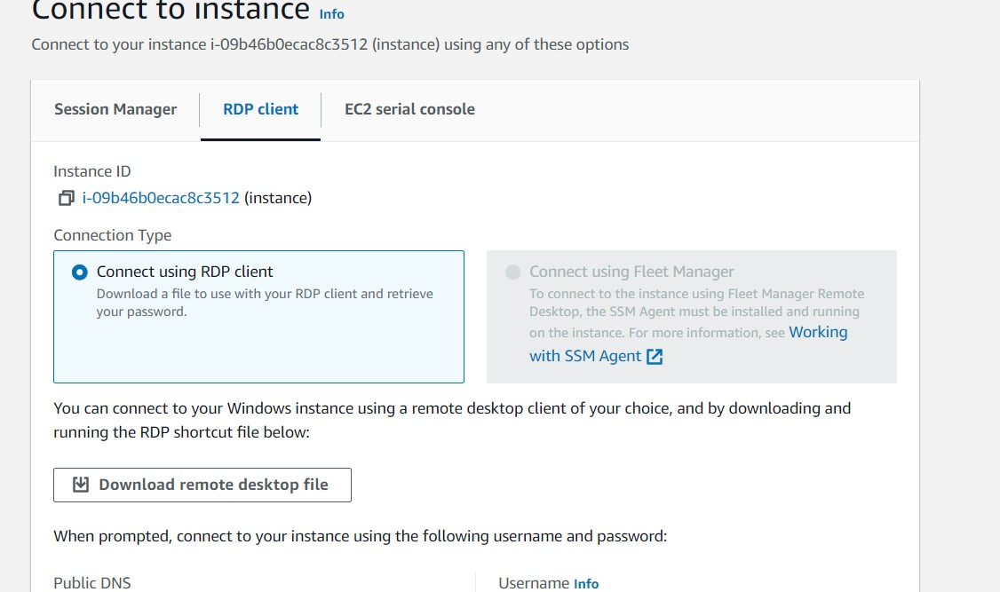 Connect to instance Info
Connect to your instance i-09b46b0ecac8c3512 (instance) using any of these options
Session Manager
RDP client
EC2 serial console
Instance ID
i-09b46b0ecac8c3512 (instance)
Connection Type
Connect using RDP client
Download a file to use with your RDP client and retrieve
your password.
Connect using Fleet Manager
To connect to the instance using Fleet Manager Remote
Desktop, the SSM Agent must be installed and running
on the instance. For more information, see Working
with SSM Agent
You can connect to your Windows instance using a remote desktop client of your choice, and by downloading and
running the RDP shortcut file below:
Download remote desktop file
When prompted, connect to your instance using the following username and password:
Public DNS
Username Info